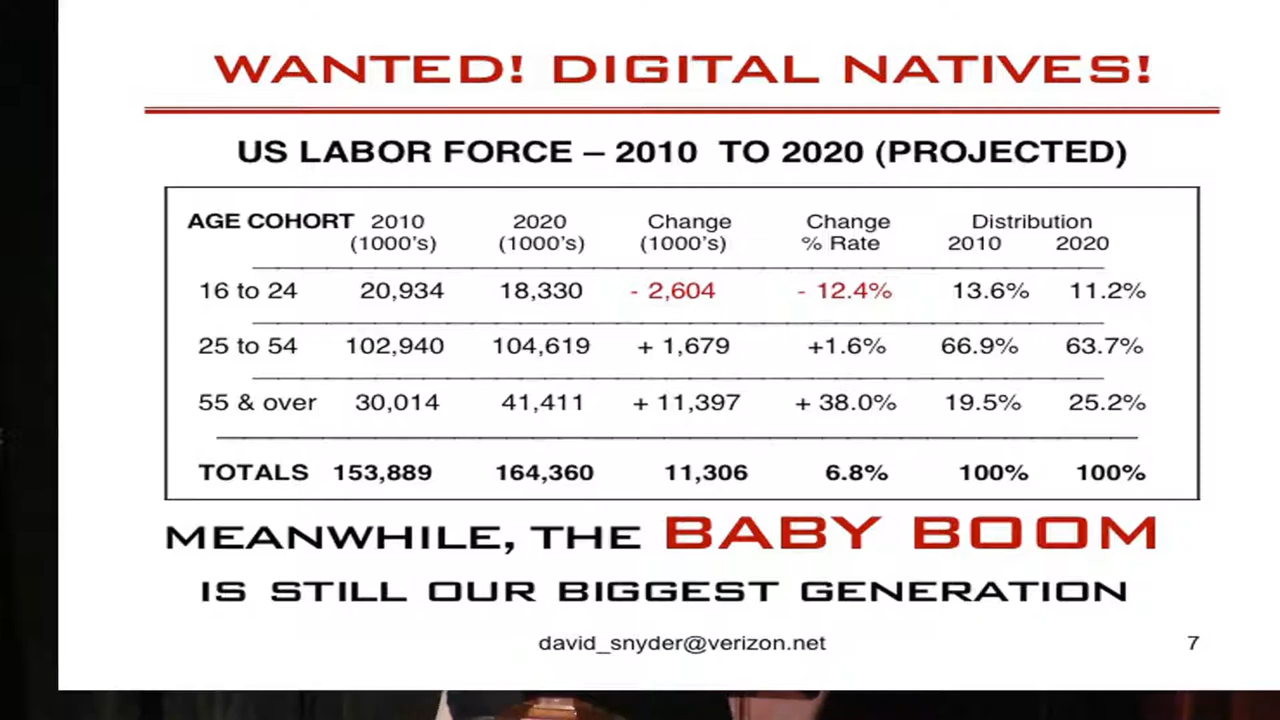 WANTED! DIGITAL NATIVES!
US LABOR FORCE – 2010 TO 2020 (PROJECTED)
AGE COHORT 2010 2020 Change Change Distribution
(1000's) (1000's) (1000's) % Rate 2010 2020
16 to 24 20,934 18,330 - 2,604 - 12.4% 13.6% 11.2%
25 to 54 102,940 104,619 + 1,679 +1.6% 66.9% 63.7%
55 & over 30,014 41,411 + 11,397 + 38.0% 19.5% 25.2%
TOTALS 153,889 164,360 11,306 6.8% 100% 100%
MEANWHILE, THE BABY BOOM
IS STILL OUR BIGGEST GENERATION
david_snyder@verizon.net 7